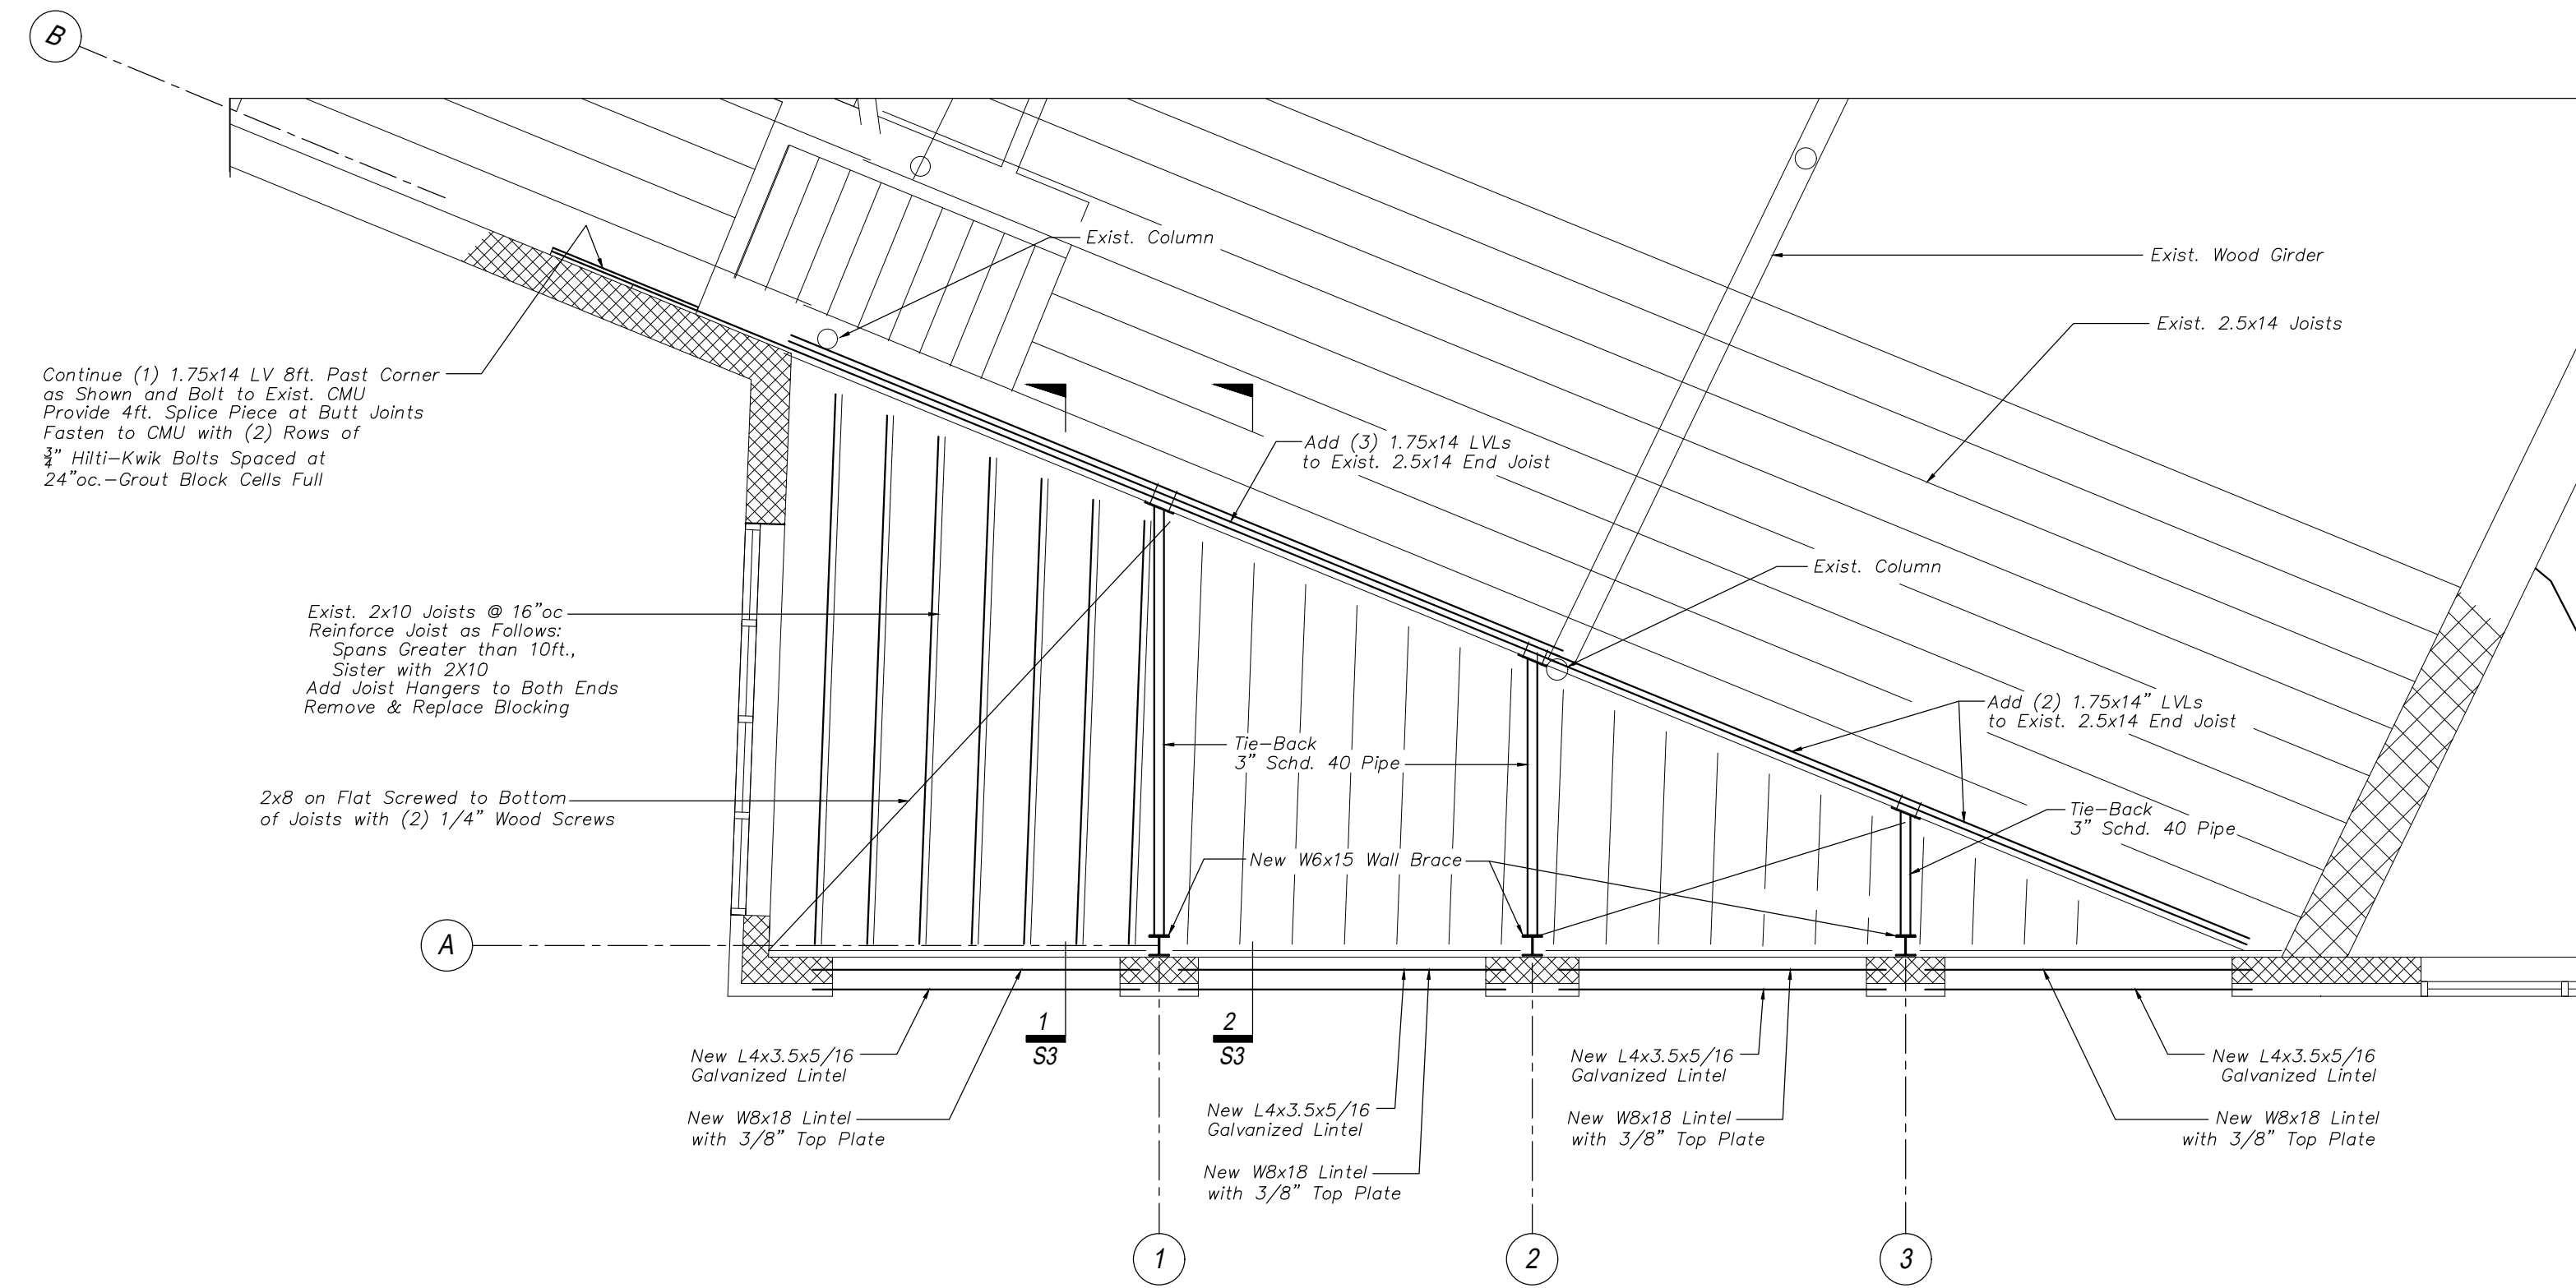 B
Exist. Column
Exist. Wood Girder
Exist. 2.5x14 Joists
Continue (1) 1.75x14 LV 8ft. Past Corner
as Shown and Bolt to Exist. CMU
Provide 4ft. Splice Piece at Butt Joints
Fasten to CMU with (2) Rows of
3/4" Hilti-Kwik Bolts Spaced at
24"oc.-Grout Block Cells Full
Add (3) 1.75x14 LVLs
to Exist. 2.5x14 End Joist
Exist. Column
Exist. 2x10 Joists @ 16"oc
Reinforce Joist as Follows:
Spans Greater than 10ft.,
Sister with 2X10
Add Joist Hangers to Both Ends
Remove & Replace Blocking
Add (2) 1.75x14" LVLs
to Exist. 2.5x14 End Joist
Tie-Back
3" Schd. 40 Pipe
2x8 on Flat Screwed to Bottom
of Joists with (2) 1/4" Wood Screws
Tie-Back
3" Schd. 40 Pipe
New W6x15 Wall Brace
A
1
S3
2
S3
New L4x3.5x5/16
Galvanized Lintel
New W8x18 Lintel
with 3/8" Top Plate
New L4x3.5x5/16
Galvanized Lintel
New W8x18 Lintel
with 3/8" Top Plate
New L4x3.5x5/16
Galvanized Lintel
New W8x18 Lintel
with 3/8" Top Plate
New L4x3.5x5/16
Galvanized Lintel
New W8x18 Lintel
with 3/8" Top Plate
1
2
3